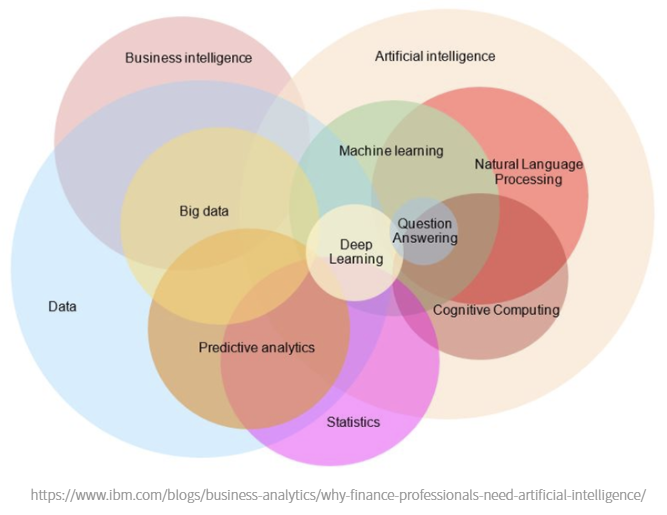 Business intelligence
Artificial intelligence
Machine learning
Natural Language
Processing
Big data
Question
Answering
Deep
Learning
Data
Cognitive Computing
Predictive analytics
Statistics
https://www.ibm.com/blogs/business-analytics/why-finance-professionals-need-artificial-intelligence/